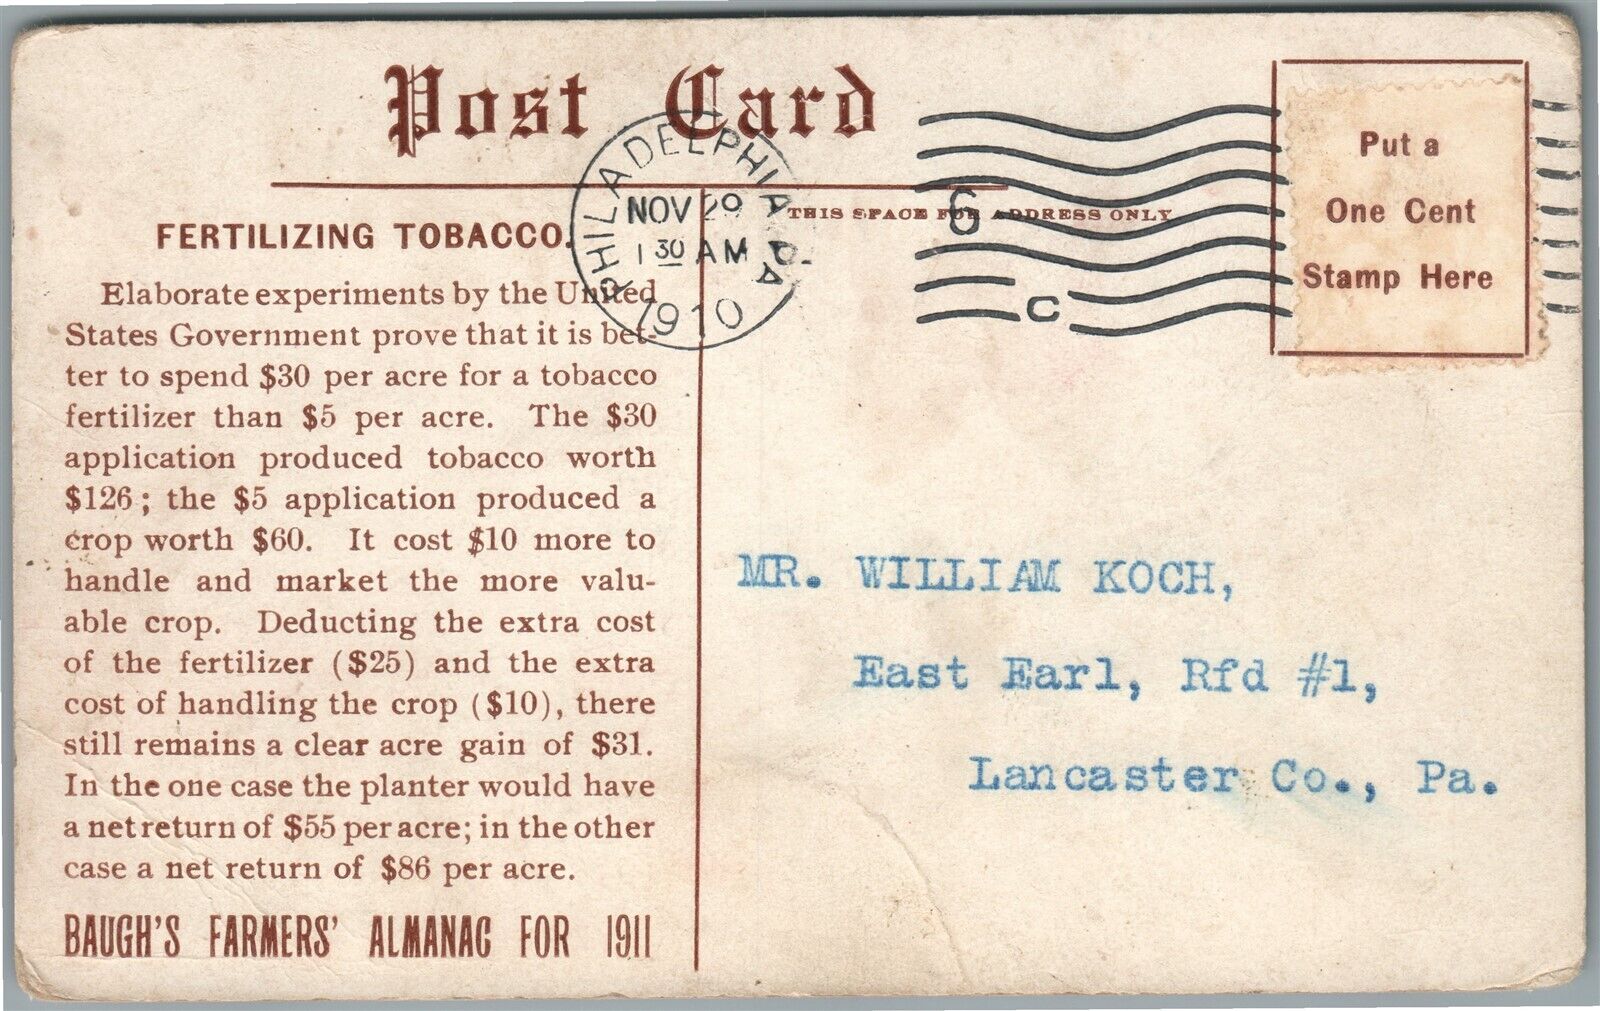 Post Card
PHILADELPHIA PA
NOV 29
1 30 AM
1910
6
C
Put a
One Cent
Stamp Here
THIS SPACE FOR ADDRESS ONLY
FERTILIZING TOBACCO.
Elaborate experiments by the United
States Government prove that it is bet-
ter to spend $30 per acre for a tobacco
fertilizer than $5 per acre. The $30
application produced tobacco worth
$126; the $5 application produced a
crop worth $60. It cost $10 more to
handle and market the more valu-
able crop. Deducting the extra cost
of the fertilizer ($25) and the extra
cost of handling the crop ($10), there
still remains a clear acre gain of $31.
In the one case the planter would have
a net return of $55 per acre; in the other
case a net return of $86 per acre.
BAUGH'S FARMERS' ALMANAC FOR 1911
MR. WILLIAM KOCH,
East Earl, Rfd #1,
Lancaster Co., Pa.